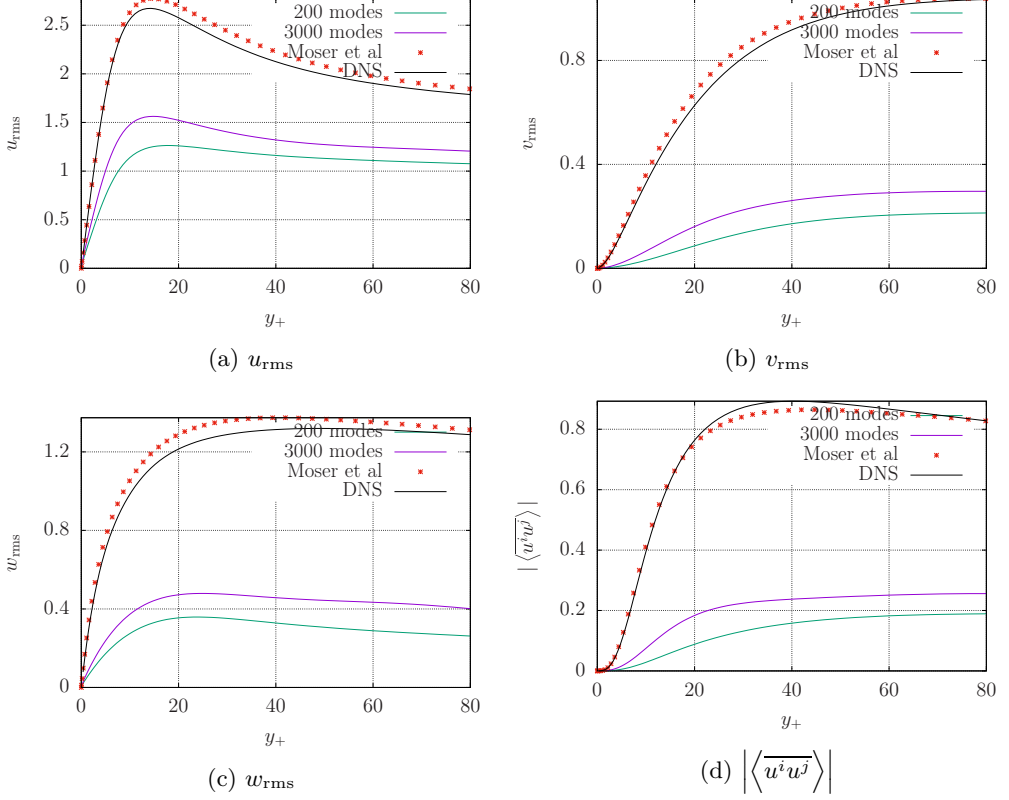 200 modes
3000 modes
Moser et al
DNS
2.5
2
1.5
1
0.5
0
0 20 40 60 80
u_rms
y_+
(a) u_rms
200 modes
3000 modes
Moser et al
DNS
0.8
0.4
0
0 20 40 60 80
v_rms
y_+
(b) v_rms
200 modes
3000 modes
Moser et al
DNS
1.2
0.8
0.4
0
0 20 40 60 80
w_rms
y_+
(c) w_rms
200 modes
3000 modes
Moser et al
DNS
0.8
0.6
0.4
0.2
0
0 20 40 60 80
|⟨\overline{u^i u^j}⟩|
y_+
(d) |⟨\overline{u^i u^j}⟩|